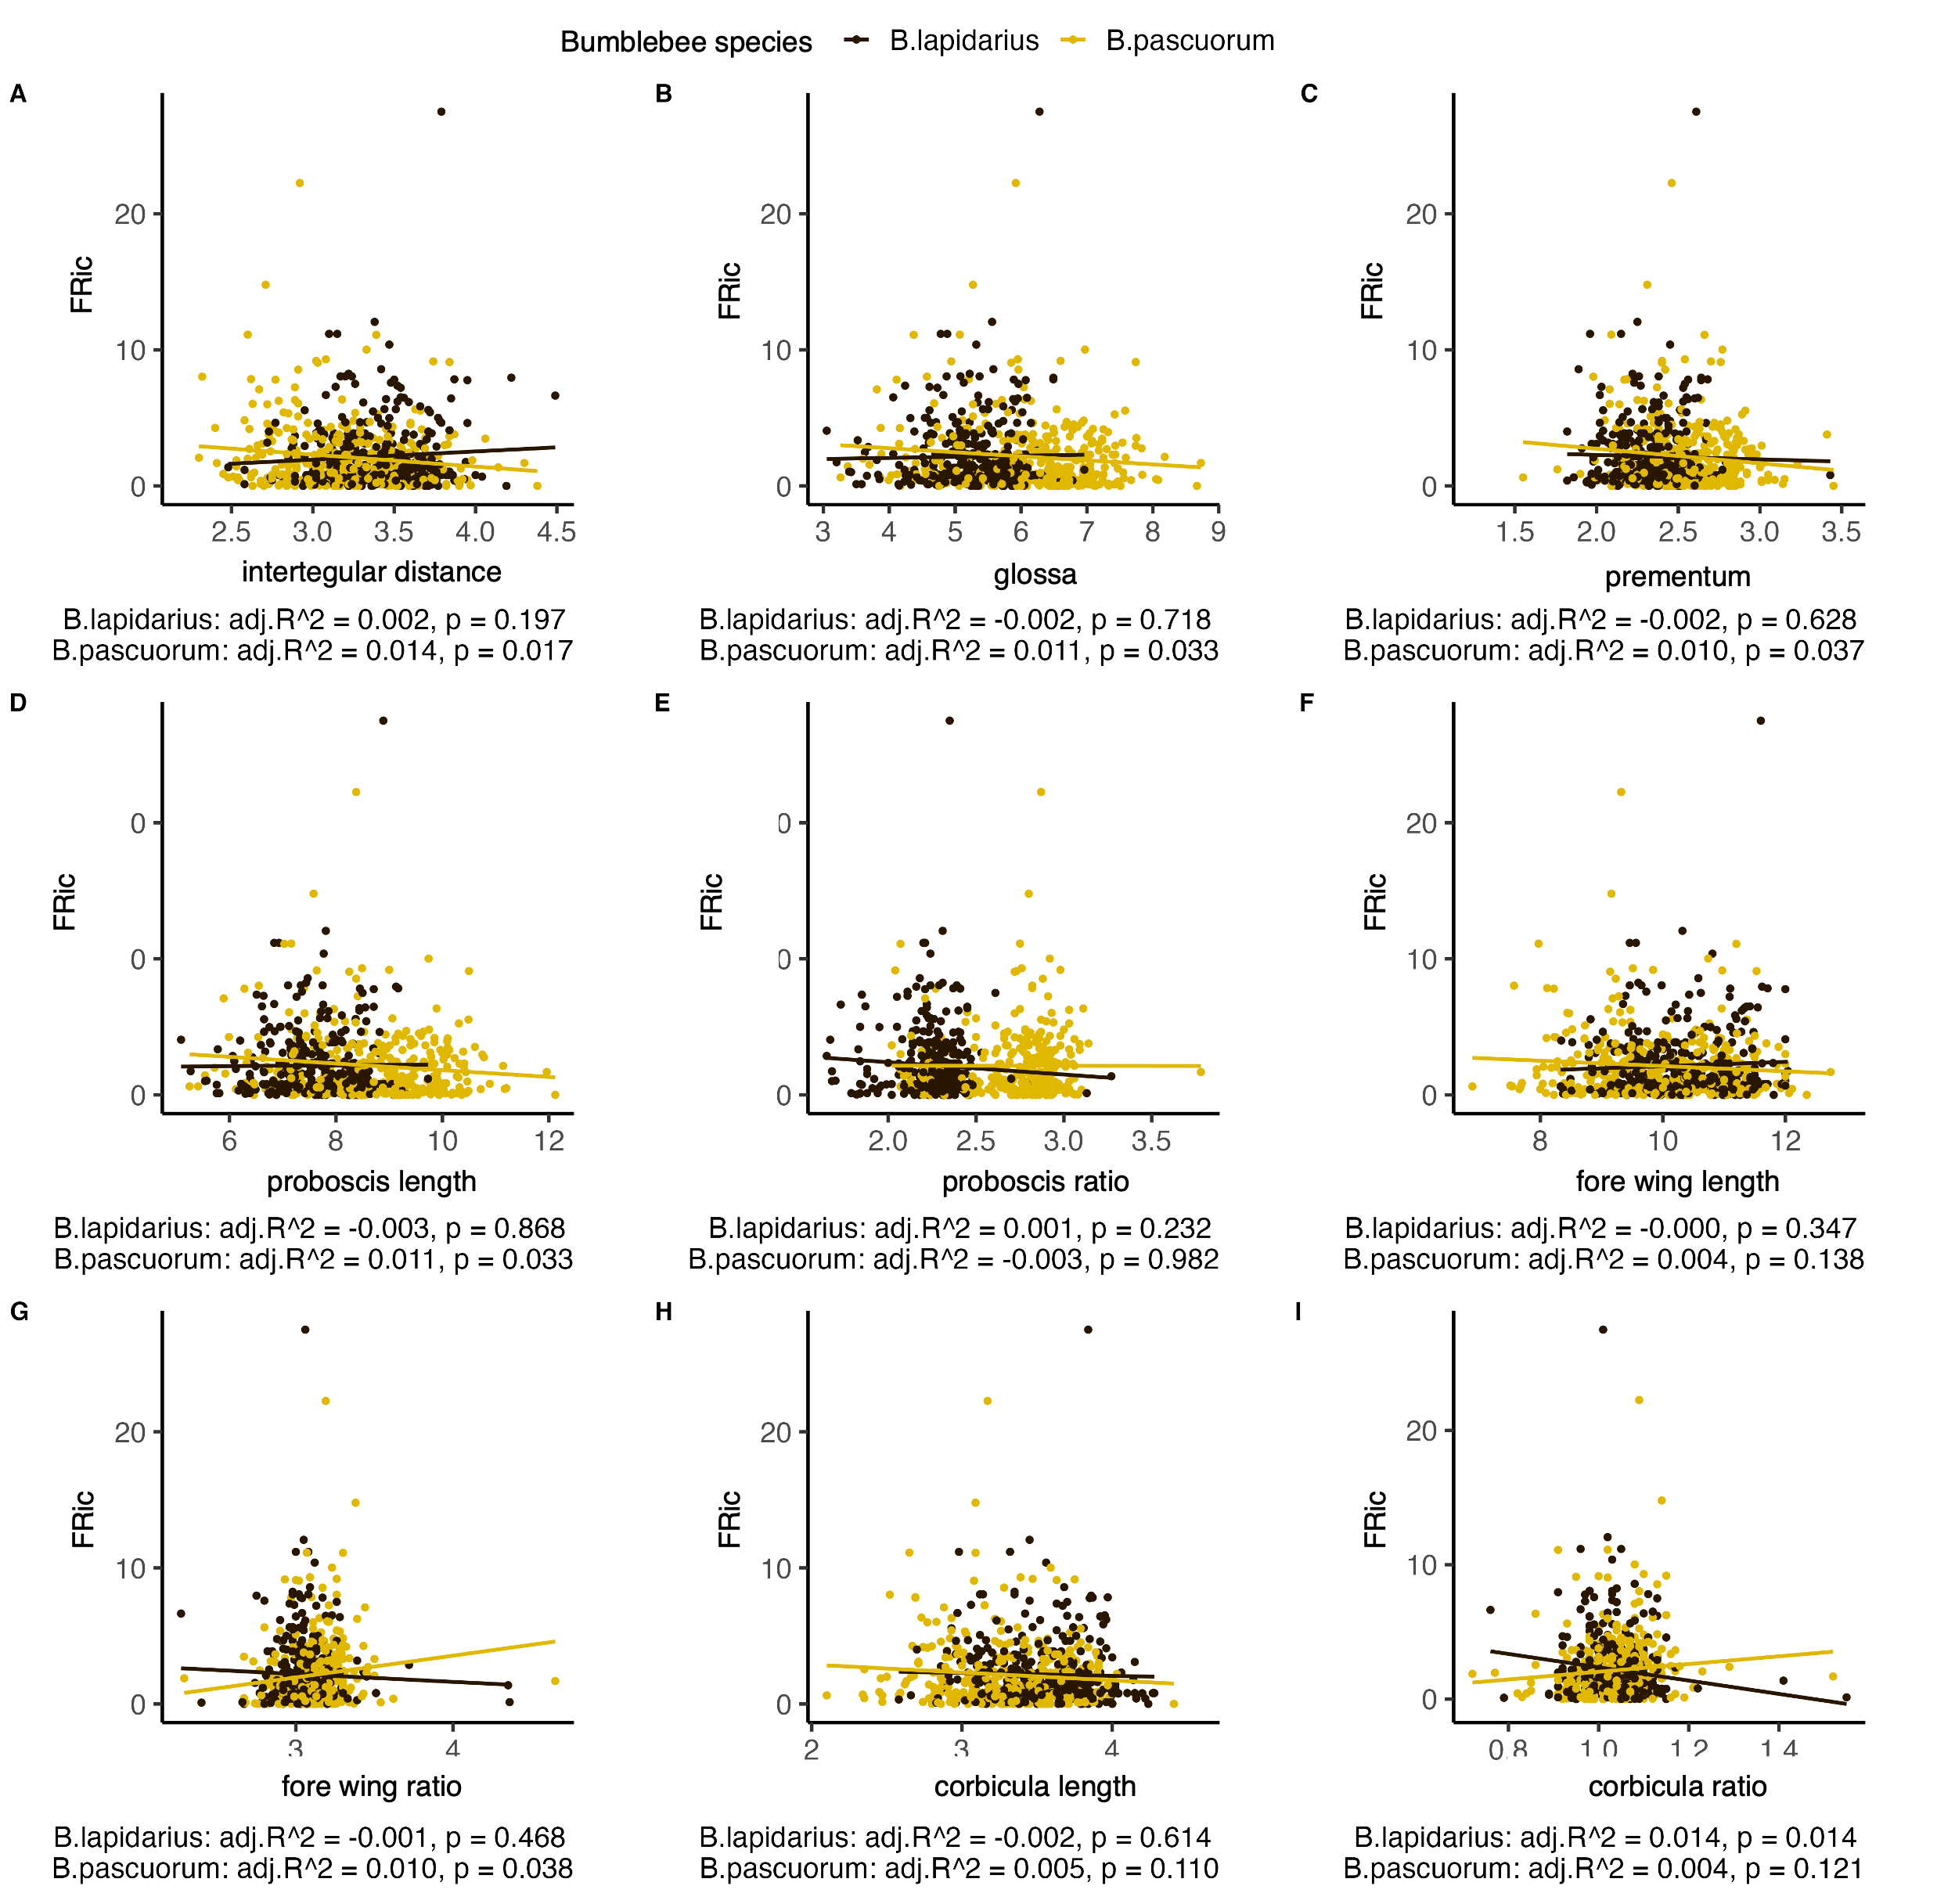 Bumblebee species B.lapidarius B.pascuorum
A B C
20 20 20
FRic FRic FRic
10 10 10
0 0 0
2.5 3.0 3.5 4.0 4.5 3 4 5 6 7 8 9 1.5 2.0 2.5 3.0 3.5
intertegular distance glossa prementum
B.lapidarius: adj.R^2 = 0.002, p = 0.197 B.lapidarius: adj.R^2 = -0.002, p = 0.718 B.lapidarius: adj.R^2 = -0.002, p = 0.628
B.pascuorum: adj.R^2 = 0.014, p = 0.017 B.pascuorum: adj.R^2 = 0.011, p = 0.033 B.pascuorum: adj.R^2 = 0.010, p = 0.037
D E F
0 0 20
FRic FRic FRic
0 0 10
0 0 0
6 8 10 12 2.0 2.5 3.0 3.5 8 10 12
proboscis length proboscis ratio fore wing length
B.lapidarius: adj.R^2 = -0.003, p = 0.868 B.lapidarius: adj.R^2 = 0.001, p = 0.232 B.lapidarius: adj.R^2 = -0.000, p = 0.347
B.pascuorum: adj.R^2 = 0.011, p = 0.033 B.pascuorum: adj.R^2 = -0.003, p = 0.982 B.pascuorum: adj.R^2 = 0.004, p = 0.138
G H I
20 20 20
FRic FRic FRic
10 10 10
0 0 0
3 4 2 3 4 0.8 1.0 1.2 1.4
fore wing ratio corbicula length corbicula ratio
B.lapidarius: adj.R^2 = -0.001, p = 0.468 B.lapidarius: adj.R^2 = -0.002, p = 0.614 B.lapidarius: adj.R^2 = 0.014, p = 0.014
B.pascuorum: adj.R^2 = 0.010, p = 0.038 B.pascuorum: adj.R^2 = 0.005, p = 0.110 B.pascuorum: adj.R^2 = 0.004, p = 0.121